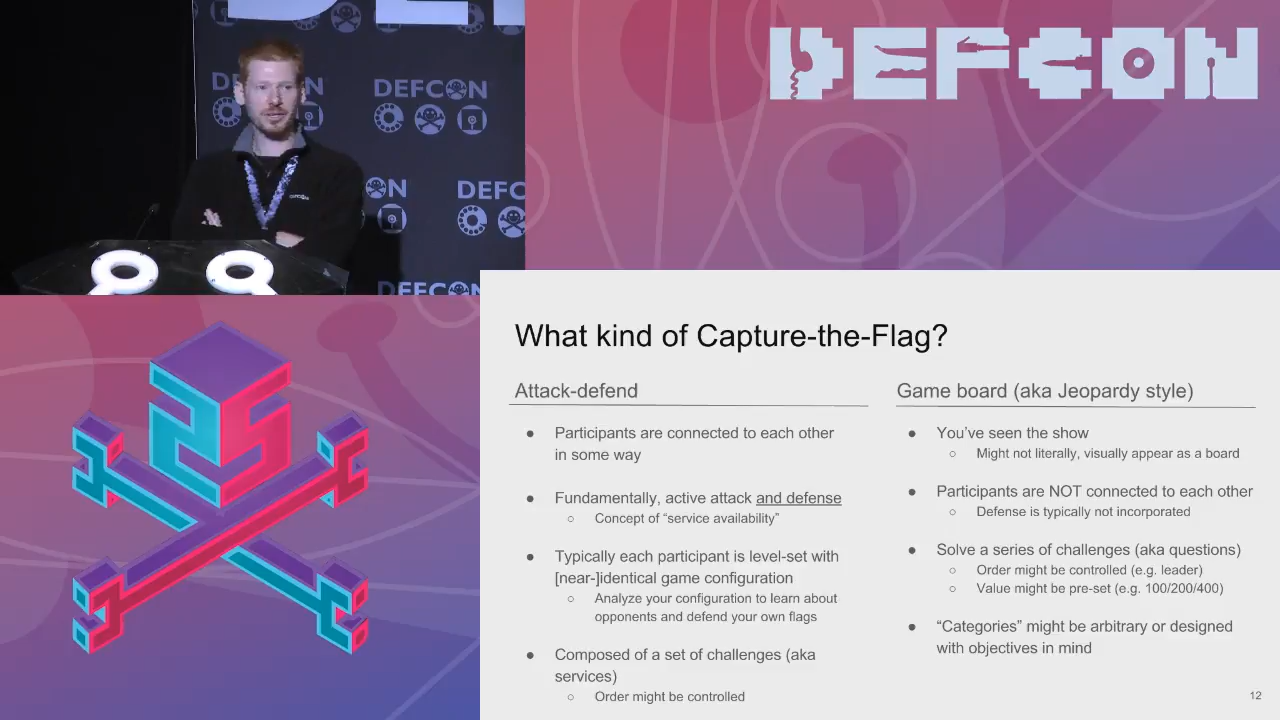 DEFCON
DEFCON
DEFCON
DEFC
DEFCON
What kind of Capture-the-Flag?
Attack-defend
● Participants are connected to each other
in some way
● Fundamentally, active attack and defense
○ Concept of “service availability”
● Typically each participant is level-set with
[near-]identical game configuration
○ Analyze your configuration to learn about
opponents and defend your own flags
● Composed of a set of challenges (aka
services)
○ Order might be controlled
Game board (aka Jeopardy style)
● You’ve seen the show
○ Might not literally, visually appear as a board
● Participants are NOT connected to each other
○ Defense is typically not incorporated
● Solve a series of challenges (aka questions)
○ Order might be controlled (e.g. leader)
○ Value might be pre-set (e.g. 100/200/400)
● “Categories” might be arbitrary or designed
with objectives in mind
12